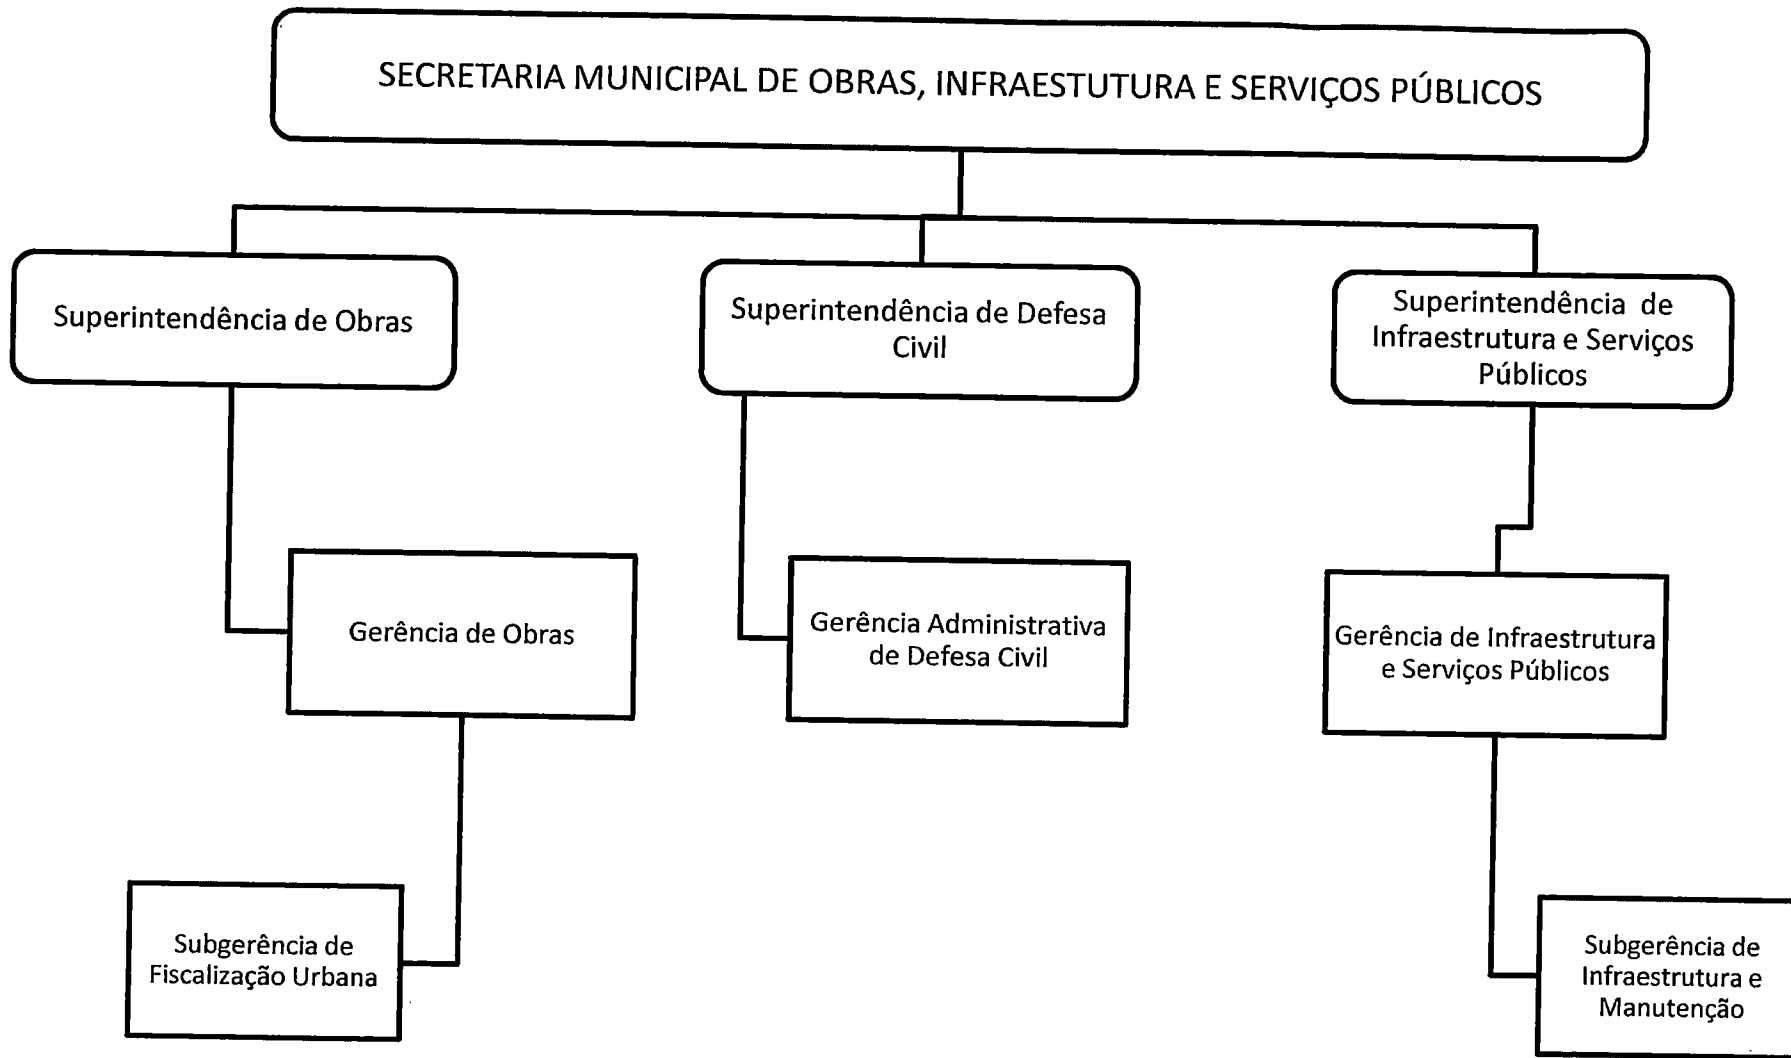 SECRETARIA MUNICIPAL DE OBRAS, INFRAESTUTURA E SERVIÇOS PÚBLICOS
Superintendência de Obras
Superintendência de Defesa
Civil
Superintendência de
Infraestrutura e Serviços
Públicos
Gerência de Obras
Gerência Administrativa
de Defesa Civil
Gerência de Infraestrutura
e Serviços Públicos
Subgerência de
Fiscalização Urbana
Subgerência de
Infraestrutura e
Manutenção